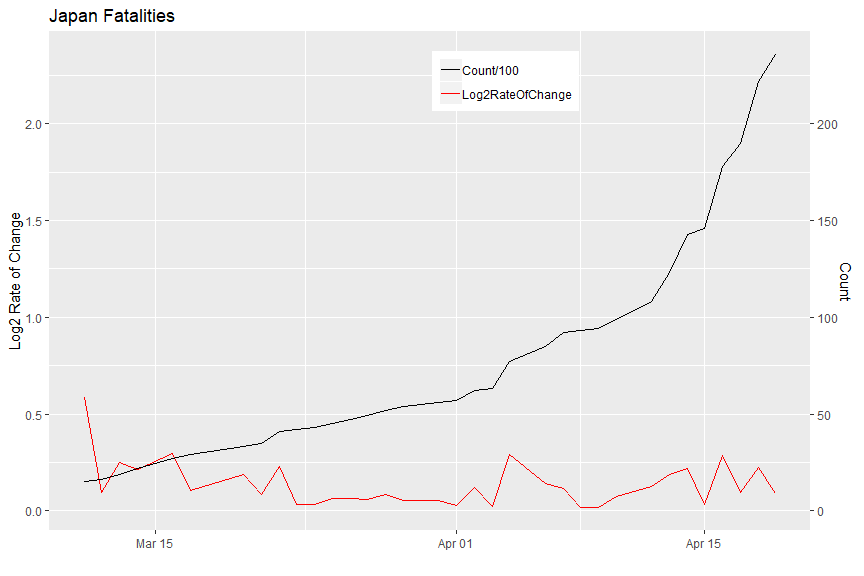 Japan Fatalities
Count/100
Log2RateOfChange
Log2 Rate of Change
2.0
1.5
1.0
0.5
0.0
200
150
100
50
0
Count
Mar 15
Apr 01
Apr 15